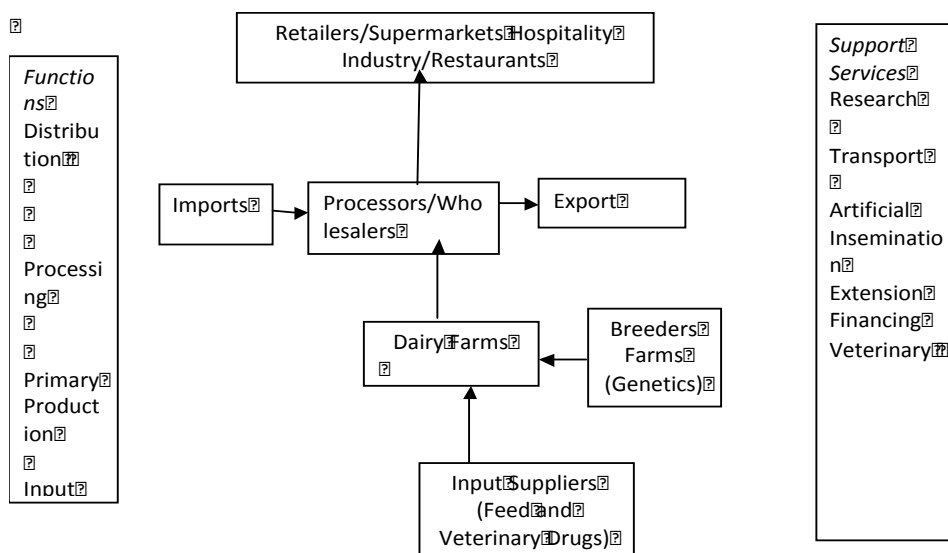 Functio
ns
Distribu
tion
Processi
ng
Primary
Product
ion
Input
Retailers/Supermarkets Hospitality
Industry/Restaurants
Imports
Processors/Who
lesalers
Export
Dairy Farms
Breeders
Farms
(Genetics)
Input Suppliers
(Feed and
Veterinary Drugs)
Support
Services
Research
Transport
Artificial
Inseminatio
n
Extension
Financing
Veterinary